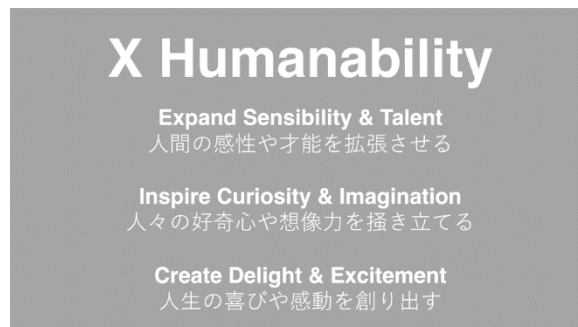 X Humanability
Expand Sensibility & Talent
人間の感性や才能を拡張させる
Inspire Curiosity & Imagination
人々の好奇心や想像力を掻き立てる
Create Delight & Excitement
人生の喜びや感動を創り出す